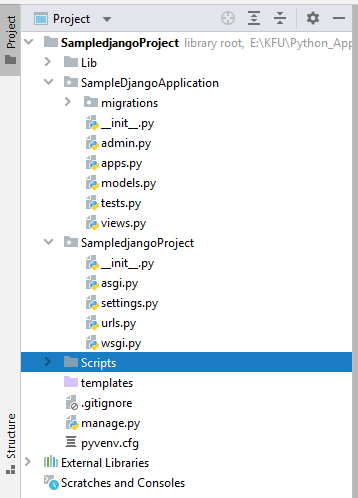 Project
Project
SampledjangoProject library root, E:\KFU\Python_App
Lib
SampleDjangoApplication
migrations
__init__.py
admin.py
apps.py
models.py
tests.py
views.py
SampledjangoProject
__init__.py
asgi.py
settings.py
urls.py
wsgi.py
Scripts
templates
.gitignore
manage.py
pyvenv.cfg
External Libraries
Scratches and Consoles
Structure